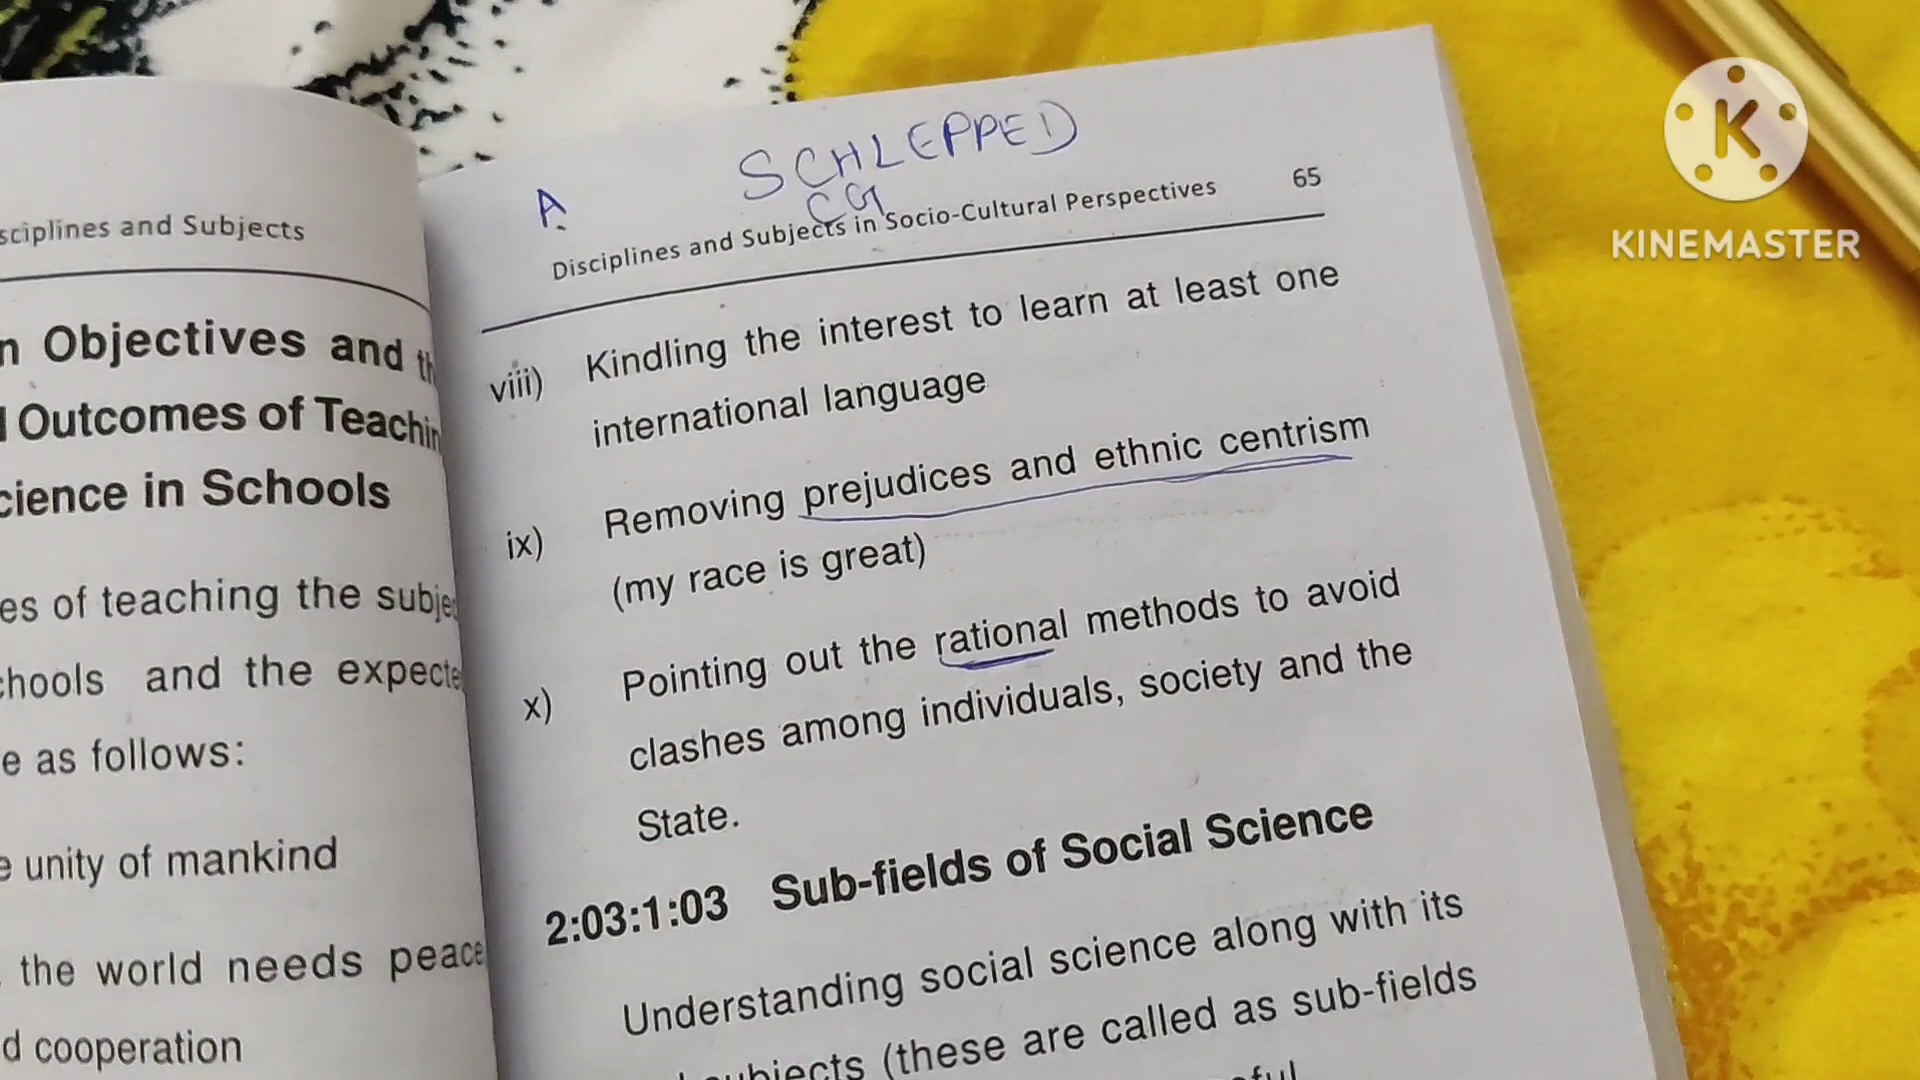 sciplines and Subjects
n Objectives and th
Outcomes of Teachin
cience in Schools
es of teaching the subje
chools and the expecte
e as follows:
e unity of mankind
the world needs peace
d cooperation
A
SCHLEPPED
CG
Disciplines and Subjects in Socio-Cultural Perspectives 65
viii) Kindling the interest to learn at least one
international language
ix) Removing prejudices and ethnic centrism
(my race is great)
x) Pointing out the rational methods to avoid
clashes among individuals, society and the
State.
2:03:1:03 Sub-fields of Social Science
Understanding social science along with its
subjects (these are called as sub-fields
K
KINEMASTER